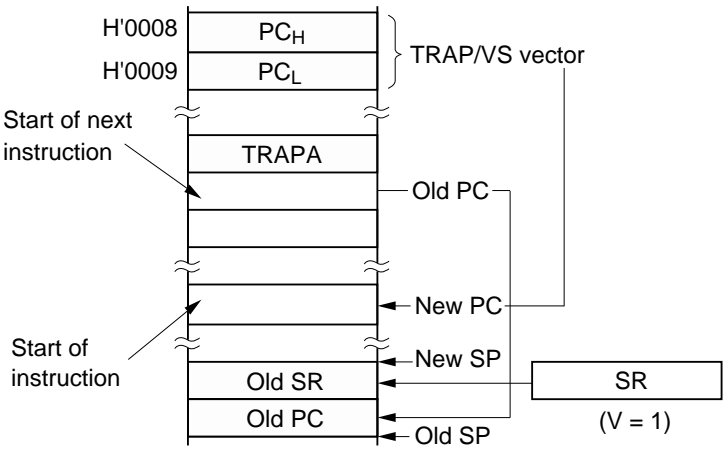 H'0008
PCH
H'0009
PCL
TRAP/VS vector
Start of next
instruction
TRAPA
Old PC
New PC
Start of
instruction
New SP
Old SR
SR
Old PC
(V = 1)
Old SP